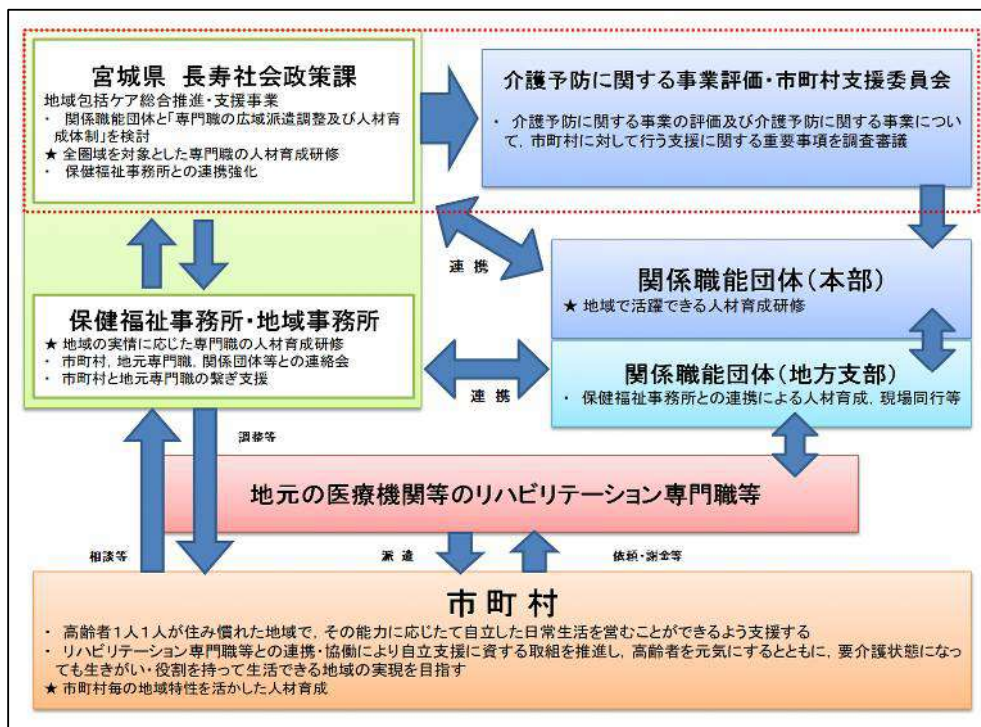 宮城県 長寿社会政策課
地域包括ケア総合推進・支援事業
・ 関係職能団体と「専門職の広域派遣調整及び人材育
成体制」を検討
★ 全圏域を対象とした専門職の人材育成研修
・ 保健福祉事務所との連携強化
介護予防に関する事業評価・市町村支援委員会
・ 介護予防に関する事業の評価及び介護予防に関する事業につい
て，市町村に対して行う支援に関する重要事項を調査審議
連 携
関係職能団体（本部）
★ 地域で活躍できる人材育成研修
保健福祉事務所・地域事務所
★ 地域の実情に応じた専門職の人材育成研修
・ 市町村，地元専門職，関係団体等との連絡会
・ 市町村と地元専門職の繋ぎ支援
連 携
関係職能団体（地方支部）
・ 保健福祉事務所との連携による人材育成，現場同行等
調整等
地元の医療機関等のリハビリテーション専門職等
相談等
派 遣
依頼・謝金等
市 町 村
・ 高齢者１人１人が住み慣れた地域で，その能力に応じたて自立した日常生活を営むことができるよう支援する
・ リハビリテーション専門職等との連携・協働により自立支援に資する取組を推進し，高齢者を元気にするとともに，要介護状態になっ
ても生きがい・役割を持って生活できる地域の実現を目指す
★ 市町村毎の地域特性を活かした人材育成